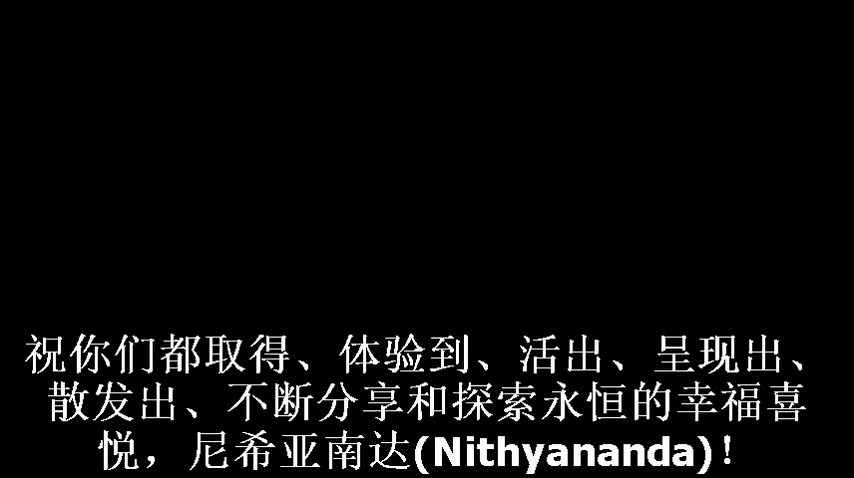 祝你们都取得、体验到、活出、呈现出、
散发出、不断分享和探索永恒的幸福喜
悦，尼希亚南达(Nithyananda)！